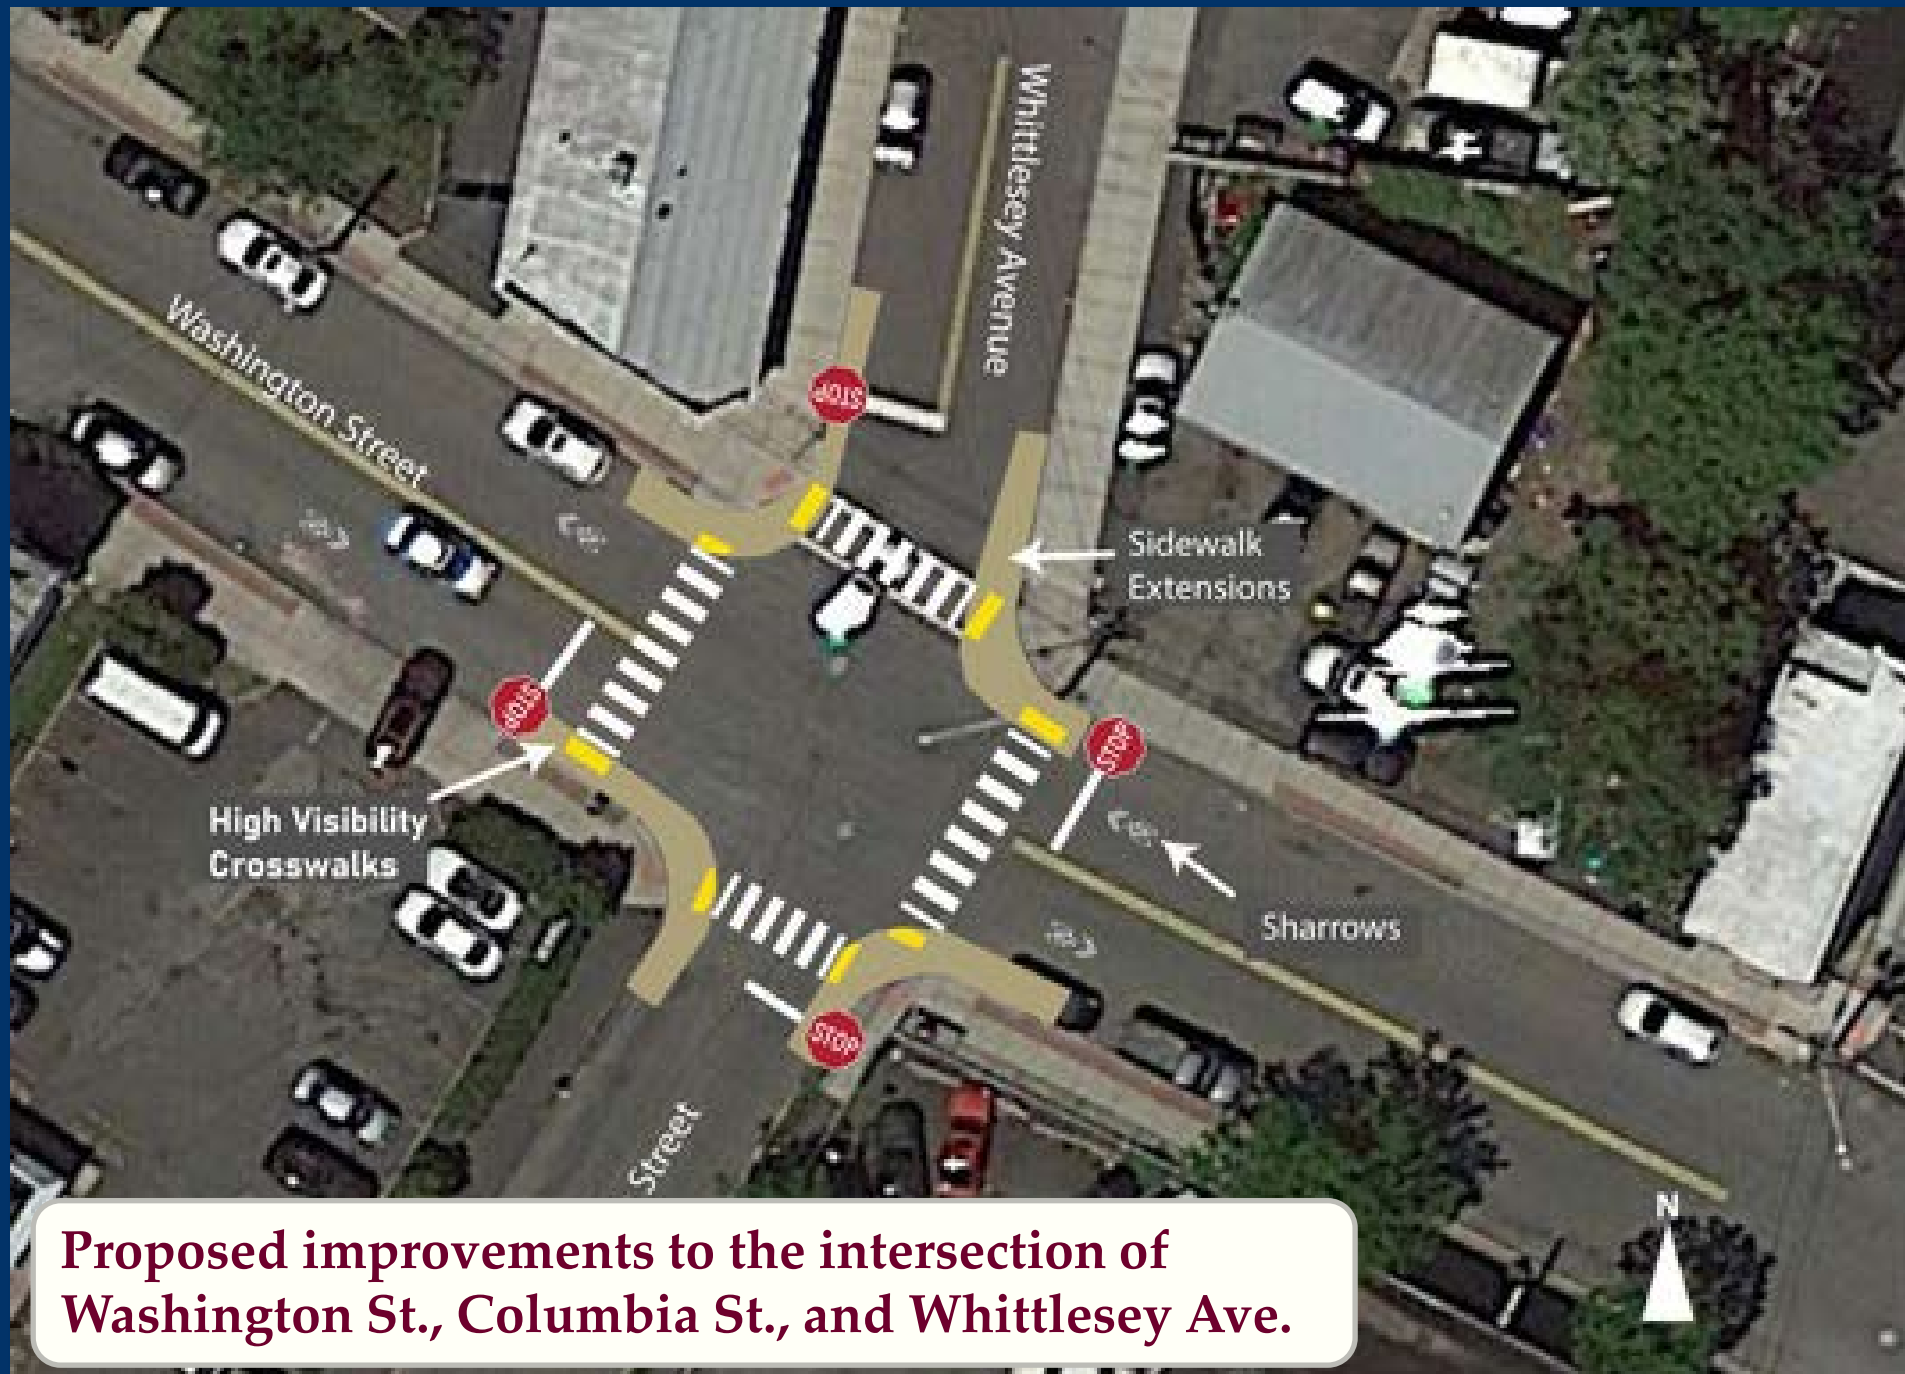 Whittlesey Avenue
Washington Street
STOP
Sidewalk
Extensions
STOP
STOP
High Visibility
Crosswalks
Sharrows
STOP
Street
N
Proposed improvements to the intersection of
Washington St., Columbia St., and Whittlesey Ave.